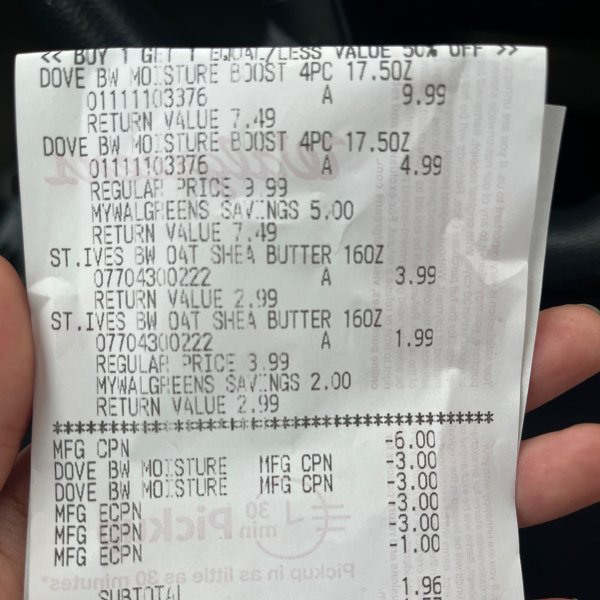 << BUY 1 GET 1 EQUAL/LESS VALUE 50% OFF >>
DOVE BW MOISTURE BOOST 4PC 17.5OZ
01111103376 A 9.99
RETURN VALUE 7.49
DOVE BW MOISTURE BOOST 4PC 17.5OZ
01111103376 A 4.99
REGULAR PRICE 9.99
MYWALGREENS SAVINGS 5.00
RETURN VALUE 7.49
ST.IVES BW OAT SHEA BUTTER 16OZ
07704300222 A 3.99
RETURN VALUE 2.99
ST.IVES BW OAT SHEA BUTTER 16OZ
07704300222 A 1.99
REGULAR PRICE 3.99
MYWALGREENS SAVINGS 2.00
RETURN VALUE 2.99
****************************************
MFG CPN -6.00
DOVE BW MOISTURE MFG CPN -3.00
DOVE BW MOISTURE MFG CPN -3.00
MFG ECPN -3.00
MFG ECPN -3.00
MFG ECPN -1.00
SUBTOTAL 1.96
Walgreens
30 min Pickup
Pickup in as little as 30 minutes*